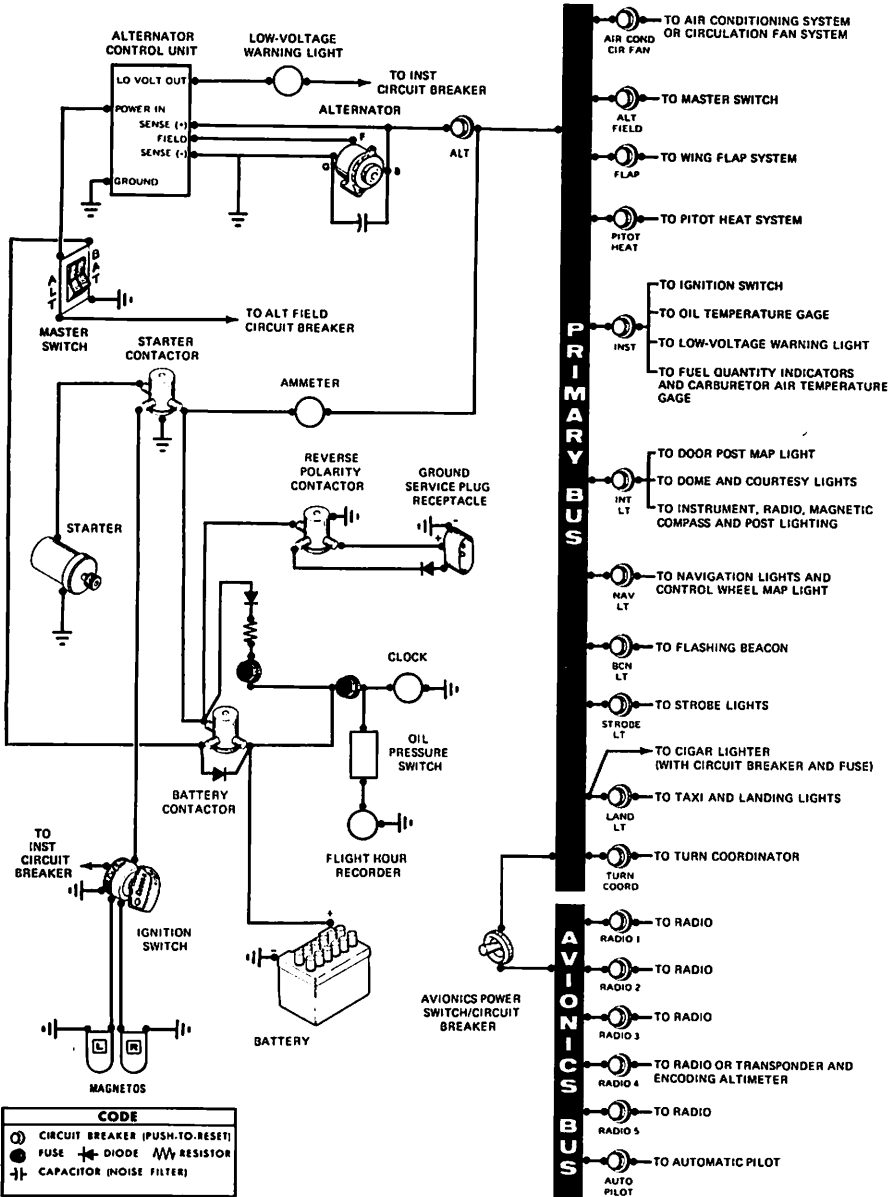 ALTERNATOR
CONTROL UNIT
LOW-VOLTAGE
WARNING LIGHT
LO VOLT OUT
POWER IN
SENSE (+)
FIELD
SENSE (-)
GROUND
TO INST
CIRCUIT BREAKER
ALTERNATOR
F
G
B
ALT
ALT
BAT
MASTER
SWITCH
TO ALT FIELD
CIRCUIT BREAKER
STARTER
CONTACTOR
AMMETER
REVERSE
POLARITY
CONTACTOR
GROUND
SERVICE PLUG
RECEPTACLE
-
+
STARTER
CLOCK
OIL
PRESSURE
SWITCH
BATTERY
CONTACTOR
FLIGHT HOUR
RECORDER
TO
INST
CIRCUIT
BREAKER
IGNITION
SWITCH
+
-
BATTERY
L
R
MAGNETOS
AVIONICS POWER
SWITCH/CIRCUIT
BREAKER
PRIMARY BUS
AIR COND
CIR FAN
TO AIR CONDITIONING SYSTEM
OR CIRCULATION FAN SYSTEM
ALT
FIELD
TO MASTER SWITCH
FLAP
TO WING FLAP SYSTEM
PITOT
HEAT
TO PITOT HEAT SYSTEM
INST
TO IGNITION SWITCH
TO OIL TEMPERATURE GAGE
TO LOW-VOLTAGE WARNING LIGHT
TO FUEL QUANTITY INDICATORS
AND CARBURETOR AIR TEMPERATURE
GAGE
INT
LT
TO DOOR POST MAP LIGHT
TO DOME AND COURTESY LIGHTS
TO INSTRUMENT, RADIO, MAGNETIC
COMPASS AND POST LIGHTING
NAV
LT
TO NAVIGATION LIGHTS AND
CONTROL WHEEL MAP LIGHT
BCN
LT
TO FLASHING BEACON
STROBE
LT
TO STROBE LIGHTS
TO CIGAR LIGHTER
(WITH CIRCUIT BREAKER AND FUSE)
LAND
LT
TO TAXI AND LANDING LIGHTS
TURN
COORD
TO TURN COORDINATOR
AVIONICS BUS
RADIO 1
TO RADIO
RADIO 2
TO RADIO
RADIO 3
TO RADIO
RADIO 4
TO RADIO OR TRANSPONDER AND
ENCODING ALTIMETER
RADIO 5
TO RADIO
AUTO
PILOT
TO AUTOMATIC PILOT
CODE
CIRCUIT BREAKER (PUSH-TO-RESET)
FUSE DIODE RESISTOR
CAPACITOR (NOISE FILTER)